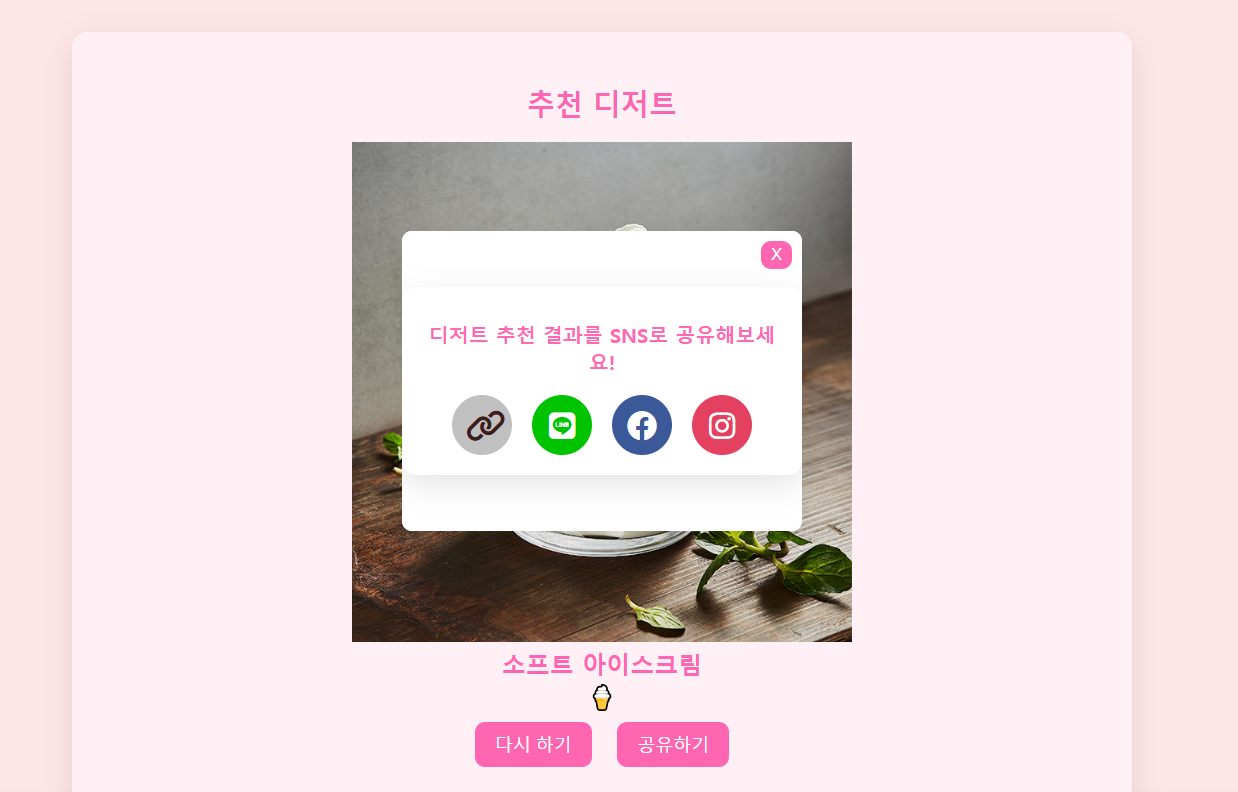 추천 디저트
X
디저트 추천 결과를 SNS로 공유해보세
요!
LINE
소프트 아이스크림
다시 하기
공유하기